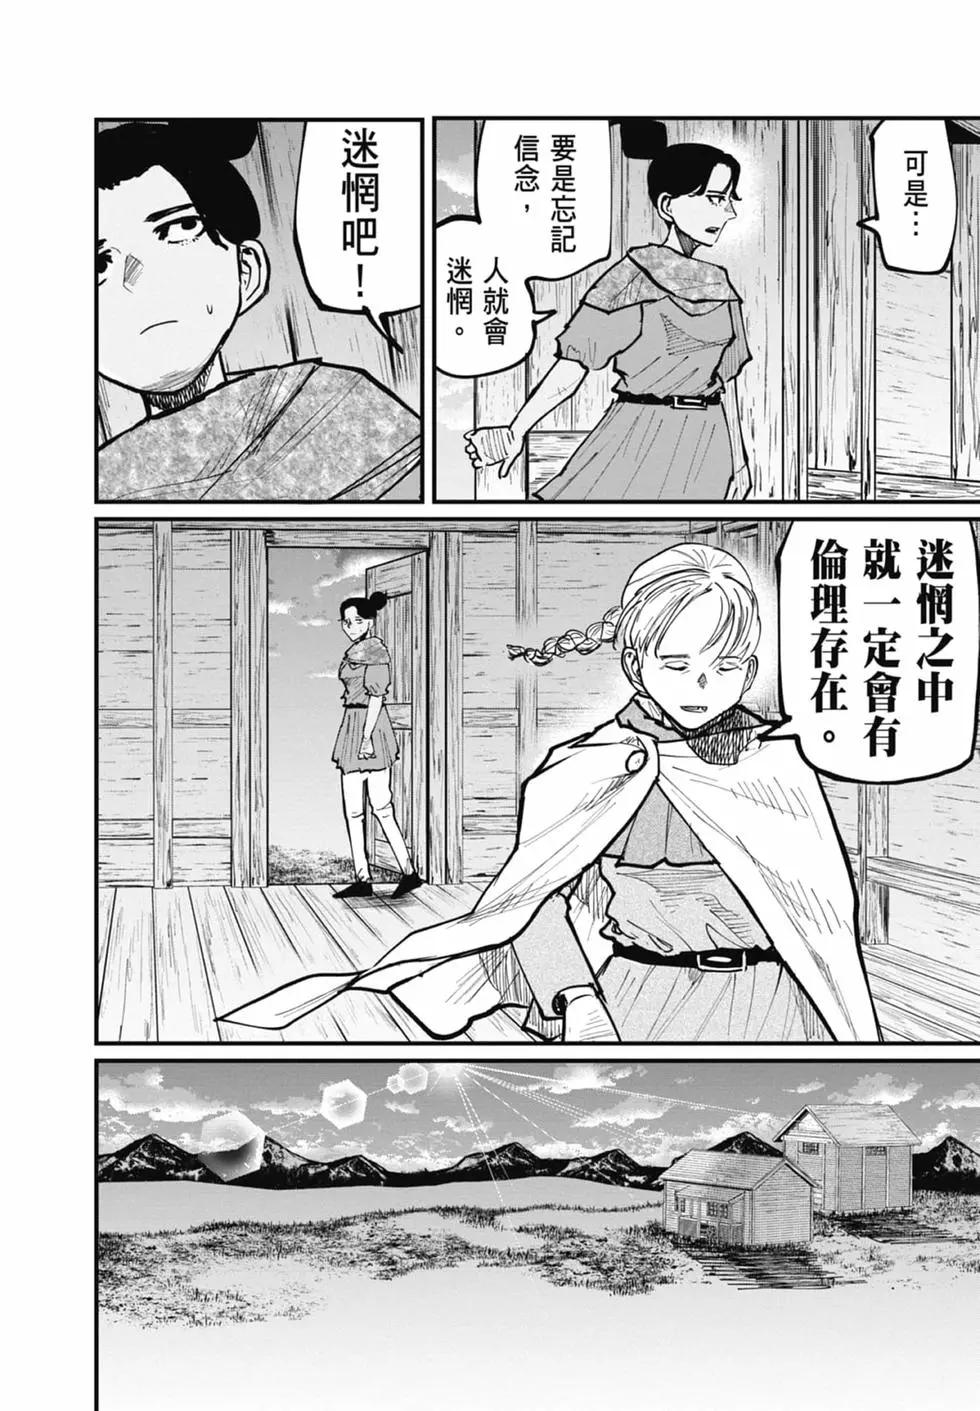 可是…
要是忘記
信念，
人就會
迷惘。
迷惘吧！
迷惘之中
就一定會有
倫理存在。